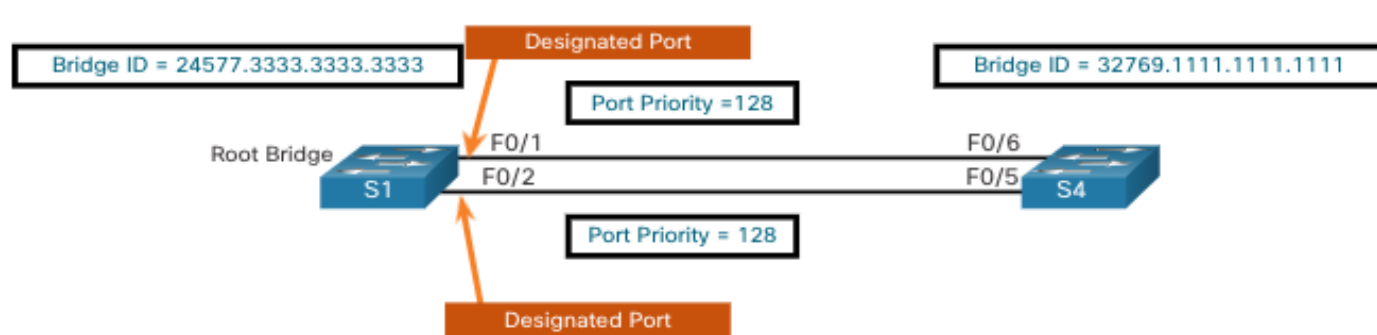 Designated Port
Bridge ID = 24577.3333.3333.3333
Bridge ID = 32769.1111.1111.1111
Port Priority =128
Root Bridge
F0/1
F0/6
S1
F0/2
F0/5
S4
Port Priority = 128
Designated Port